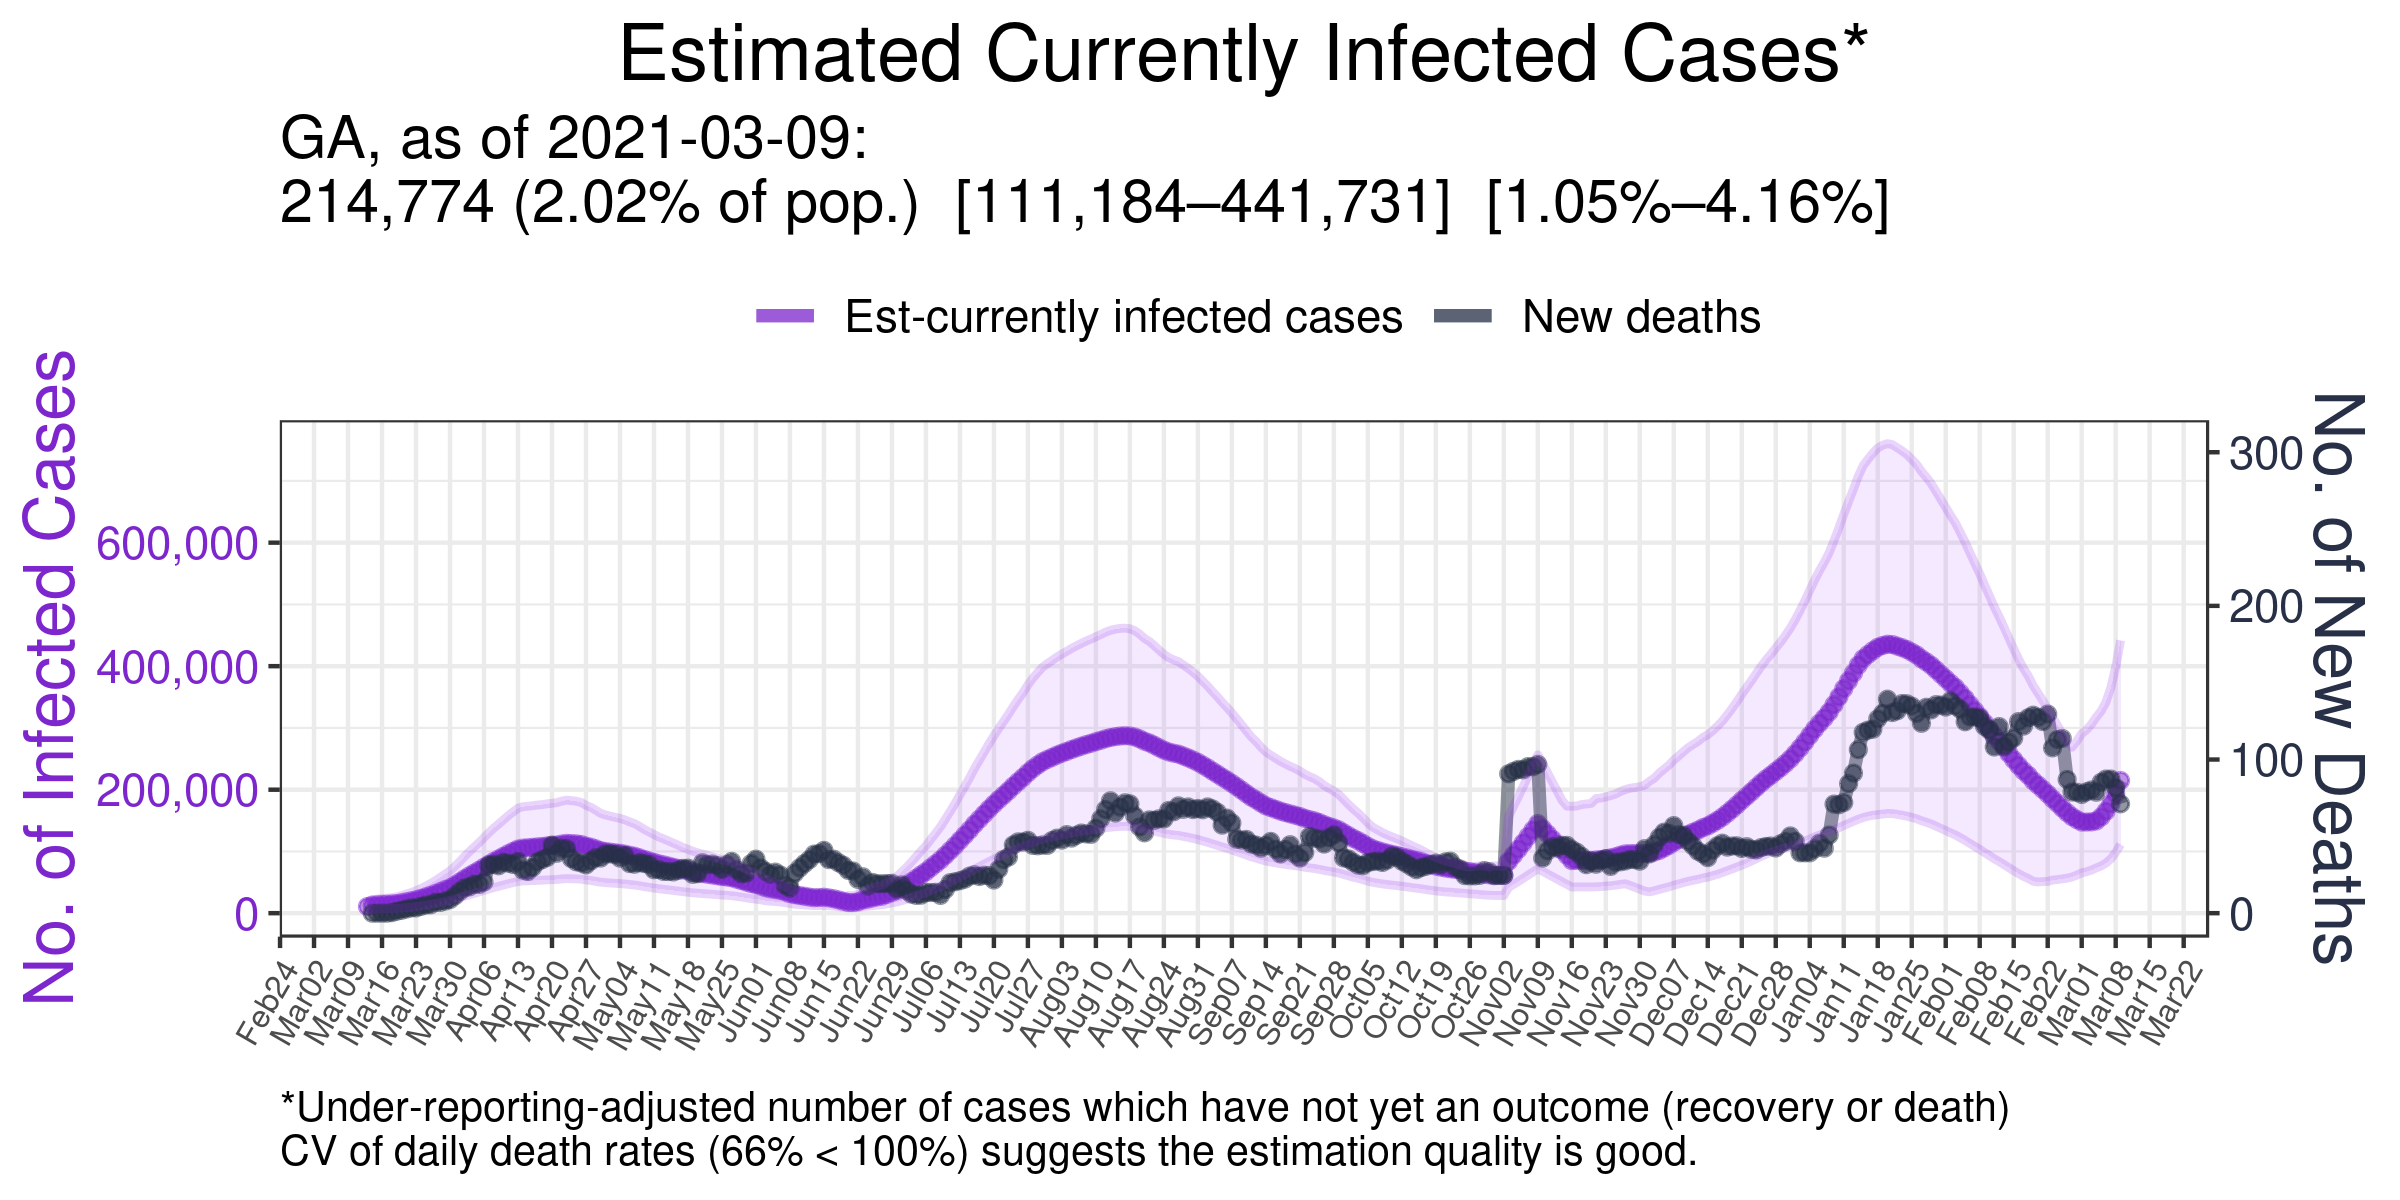 Estimated Currently Infected Cases*
GA, as of 2021-03-09:
214,774 (2.02% of pop.) [111,184–441,731] [1.05%–4.16%]
Est-currently infected cases
New deaths
No. of Infected Cases
600,000
400,000
200,000
0
300
200
100
0
No. of New Deaths
Feb24
Mar02
Mar09
Mar16
Mar23
Mar30
Apr06
Apr13
Apr20
Apr27
May04
May11
May18
May25
Jun01
Jun08
Jun15
Jun22
Jun29
Jul06
Jul13
Jul20
Jul27
Aug03
Aug10
Aug17
Aug24
Aug31
Sep07
Sep14
Sep21
Sep28
Oct05
Oct12
Oct19
Oct26
Nov02
Nov09
Nov16
Nov23
Nov30
Dec07
Dec14
Dec21
Dec28
Jan04
Jan11
Jan18
Jan25
Feb01
Feb08
Feb15
Feb22
Mar01
Mar08
Mar15
Mar22
*Under-reporting-adjusted number of cases which have not yet an outcome (recovery or death)
CV of daily death rates (66% < 100%) suggests the estimation quality is good.